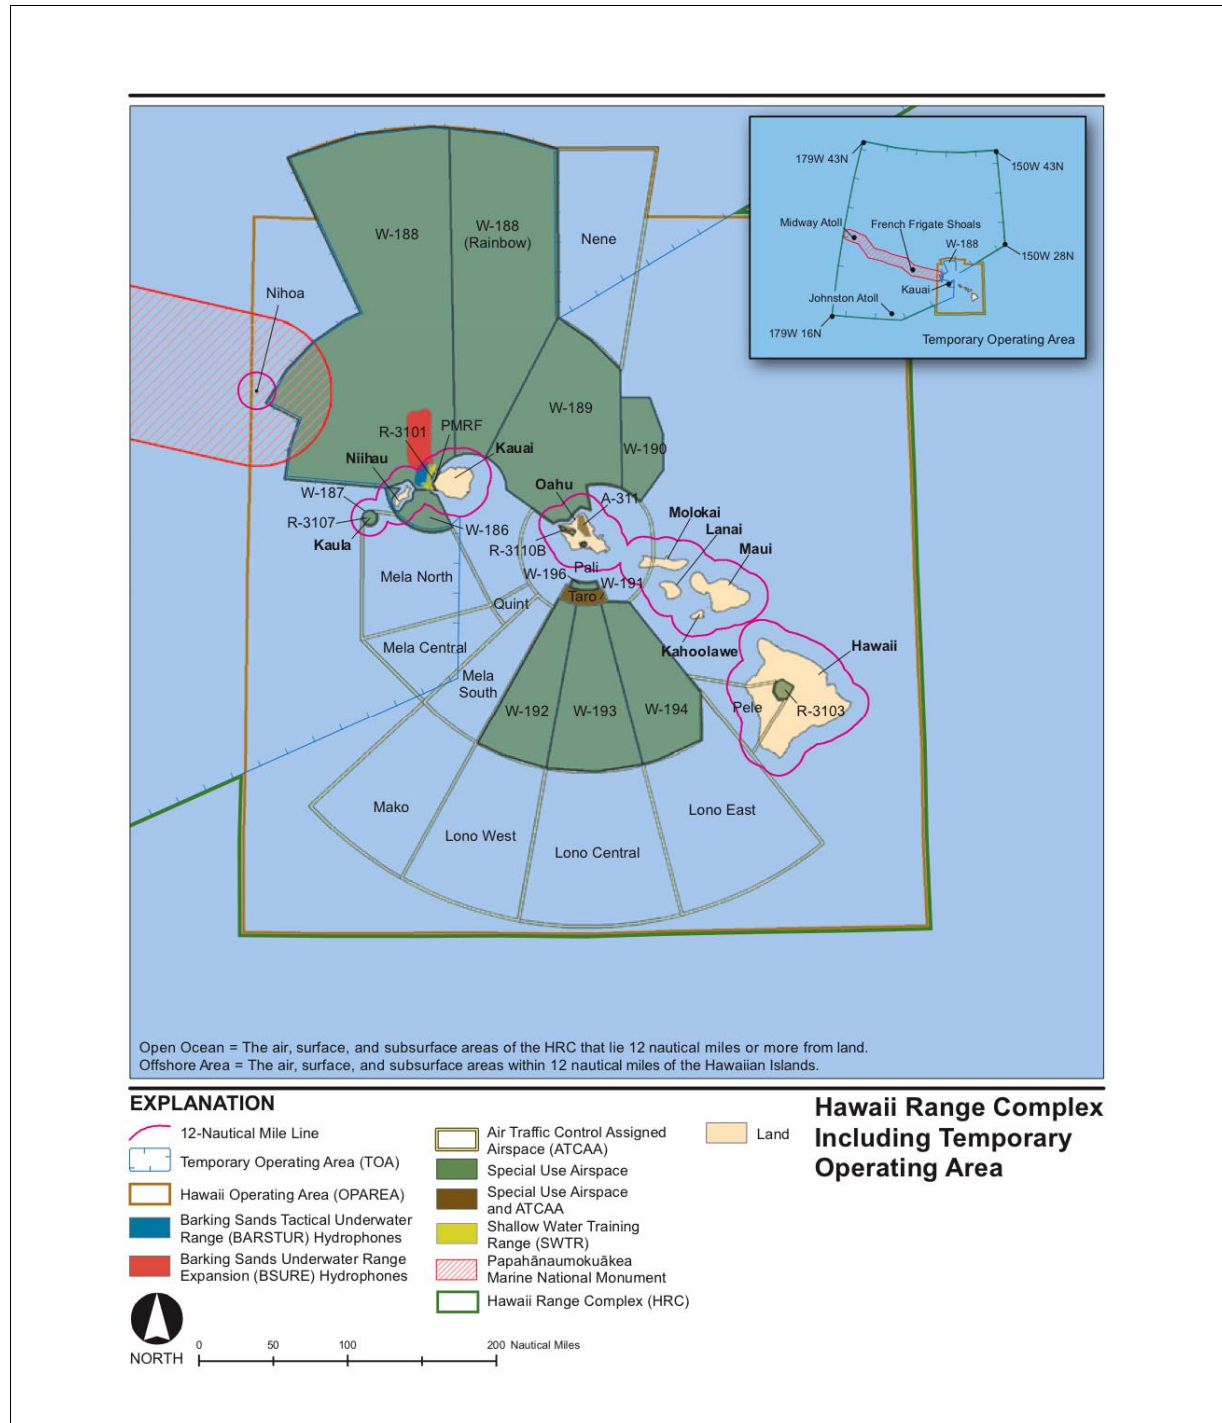 179W 43N
150W 43N
Midway Atoll
French Frigate Shoals
W-188
150W 28N
Kauai
Johnston Atoll
179W 16N
Temporary Operating Area
W-188
W-188
(Rainbow)
Nene
Nihoa
W-189
R-3101
PMRF
Kauai
W-190
Niihau
W-187
Oahu
A-311
R-3107
W-186
Molokai
Kaula
R-3110B
Lanai
Maui
Pali
Mela North
W-196
W-191
Quint
Taro
Mela Central
Kahoolawe
Hawaii
Mela
South
W-192
W-193
W-194
Pele
R-3103
Mako
Lono West
Lono Central
Lono East
Open Ocean = The air, surface, and subsurface areas of the HRC that lie 12 nautical miles or more from land.
Offshore Area = The air, surface, and subsurface areas within 12 nautical miles of the Hawaiian Islands.
EXPLANATION
12-Nautical Mile Line
Temporary Operating Area (TOA)
Hawaii Operating Area (OPAREA)
Barking Sands Tactical Underwater
Range (BARSTUR) Hydrophones
Barking Sands Underwater Range
Expansion (BSURE) Hydrophones
Air Traffic Control Assigned
Airspace (ATCAA)
Special Use Airspace
Special Use Airspace
and ATCAA
Shallow Water Training
Range (SWTR)
Papahānaumokuākea
Marine National Monument
Hawaii Range Complex (HRC)
Land
Hawaii Range Complex
Including Temporary
Operating Area
NORTH
0 50 100 200 Nautical Miles